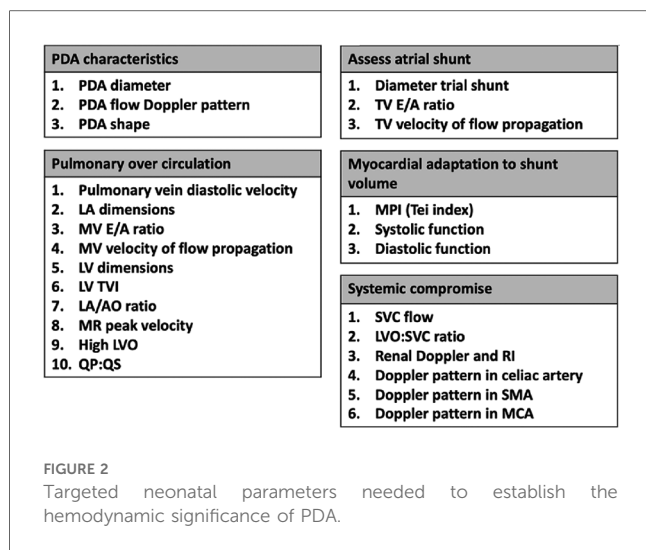 PDA characteristics
1. PDA diameter
2. PDA flow Doppler pattern
3. PDA shape
Pulmonary over circulation
1. Pulmonary vein diastolic velocity
2. LA dimensions
3. MV E/A ratio
4. MV velocity of flow propagation
5. LV dimensions
6. LV TVI
7. LA/AO ratio
8. MR peak velocity
9. High LVO
10. QP:QS
Assess atrial shunt
1. Diameter trial shunt
2. TV E/A ratio
3. TV velocity of flow propagation
Myocardial adaptation to shunt
volume
1. MPI (Tei index)
2. Systolic function
3. Diastolic function
Systemic compromise
1. SVC flow
2. LVO:SVC ratio
3. Renal Doppler and RI
4. Doppler pattern in celiac artery
5. Doppler pattern in SMA
6. Doppler pattern in MCA
FIGURE 2
Targeted neonatal parameters needed to establish the
hemodynamic significance of PDA.